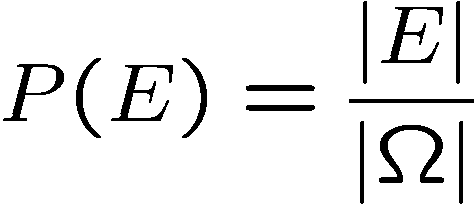 P(E) = |E| / |Ω|